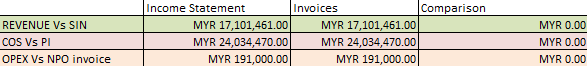 Income Statement Invoices Comparison
REVENUE Vs SIN MYR 17,101,461.00 MYR 17,101,461.00 MYR 0.00
COS Vs PI MYR 24,034,470.00 MYR 24,034,470.00 MYR 0.00
OPEX Vs NPO invoice MYR 191,000.00 MYR 191,000.00 MYR 0.00